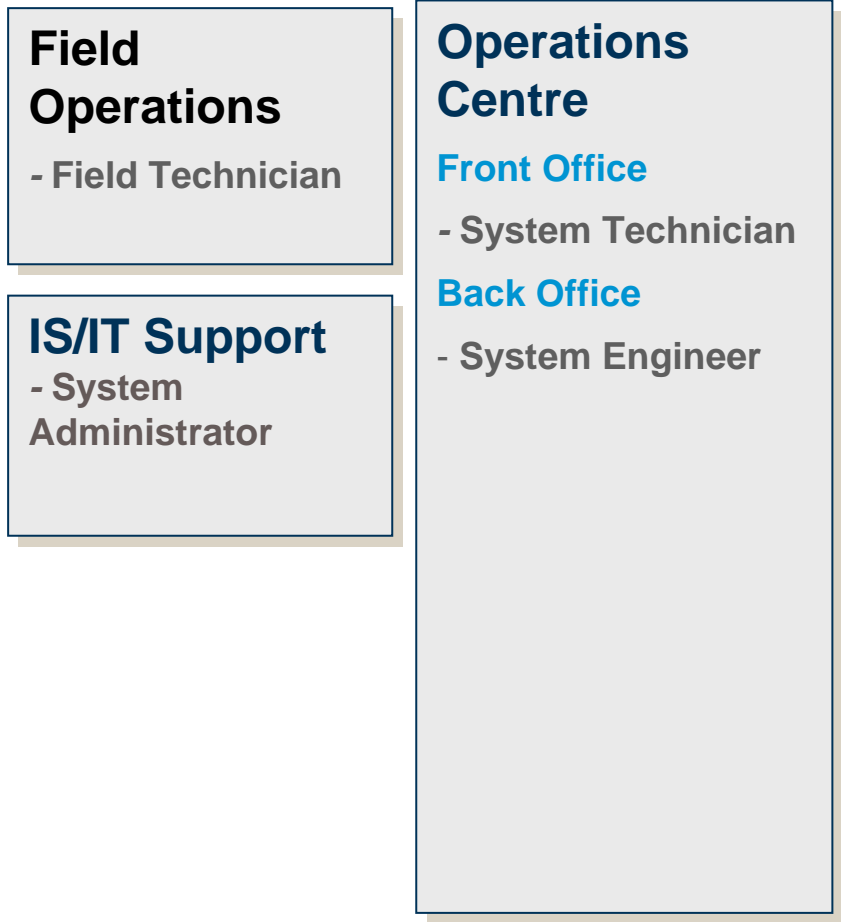 Field
Operations
- Field Technician
IS/IT Support
- System
Administrator
Operations
Centre
Front Office
- System Technician
Back Office
- System Engineer